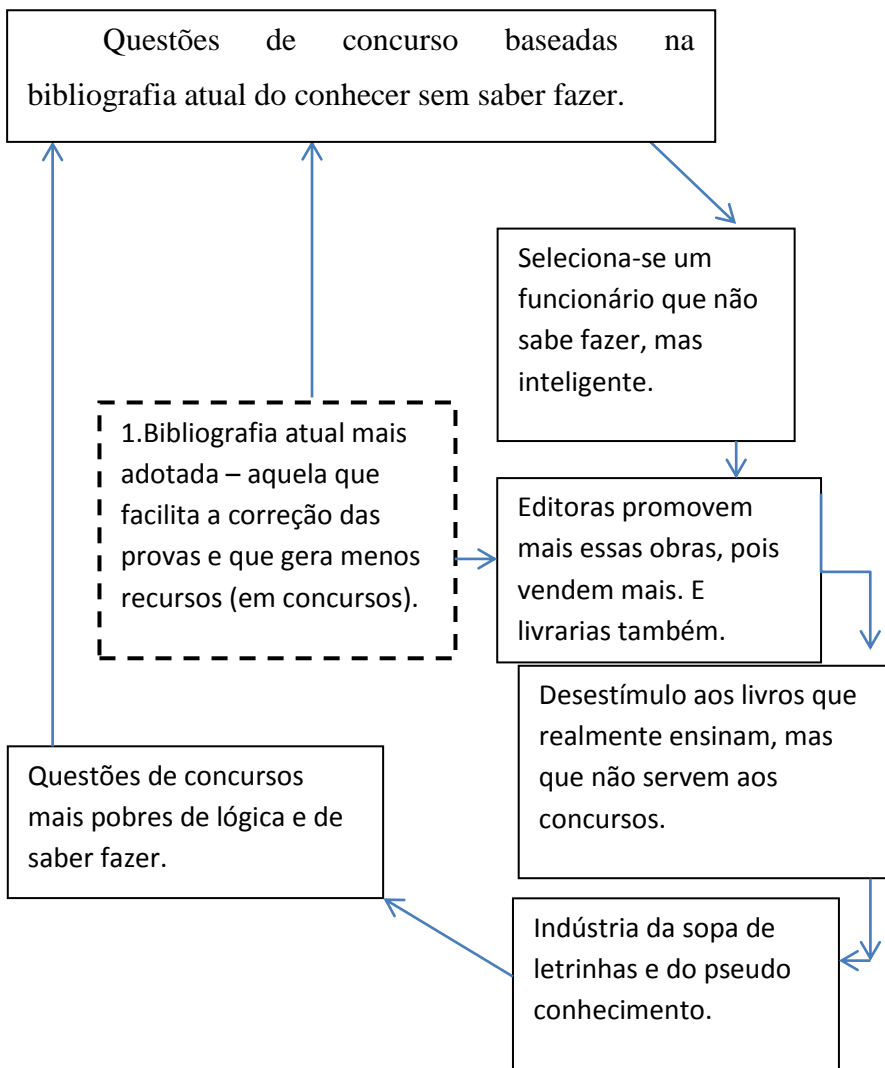 Questões de concurso baseadas na
bibliografia atual do conhecer sem saber fazer.
Seleciona-se um
funcionário que não
sabe fazer, mas
inteligente.
1.Bibliografia atual mais
adotada – aquela que
facilita a correção das
provas e que gera menos
recursos (em concursos).
Editoras promovem
mais essas obras, pois
vendem mais. E
livrarias também.
Desestímulo aos livros que
realmente ensinam, mas
que não servem aos
concursos.
Questões de concursos
mais pobres de lógica e de
saber fazer.
Indústria da sopa de
letrinhas e do pseudo
conhecimento.